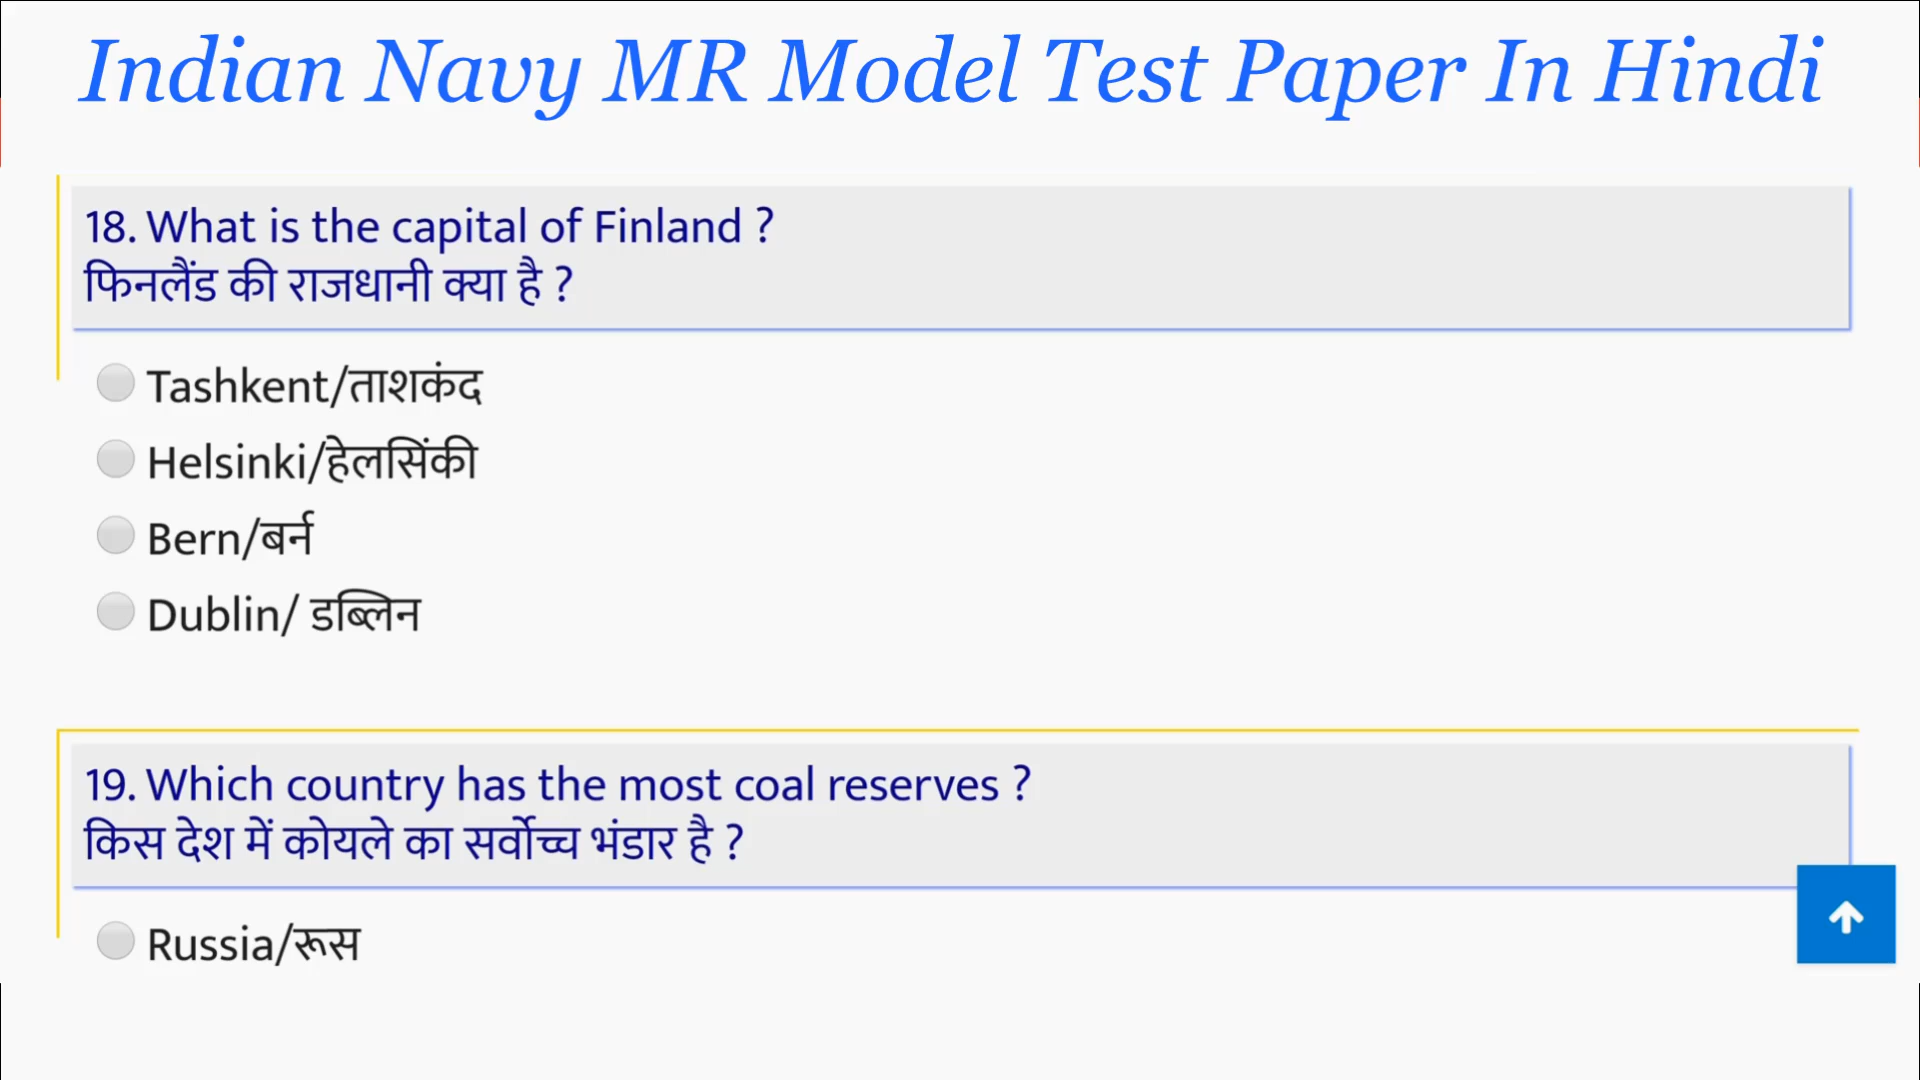 Indian Navy MR Model Test Paper In Hindi
18. What is the capital of Finland ?
फिनलैंड की राजधानी क्या है ?
Tashkent/ताशकंद
Helsinki/हेलसिंकी
Bern/बर्न
Dublin/ डब्लिन
19. Which country has the most coal reserves ?
किस देश में कोयले का सर्वोच्च भंडार है ?
Russia/रूस